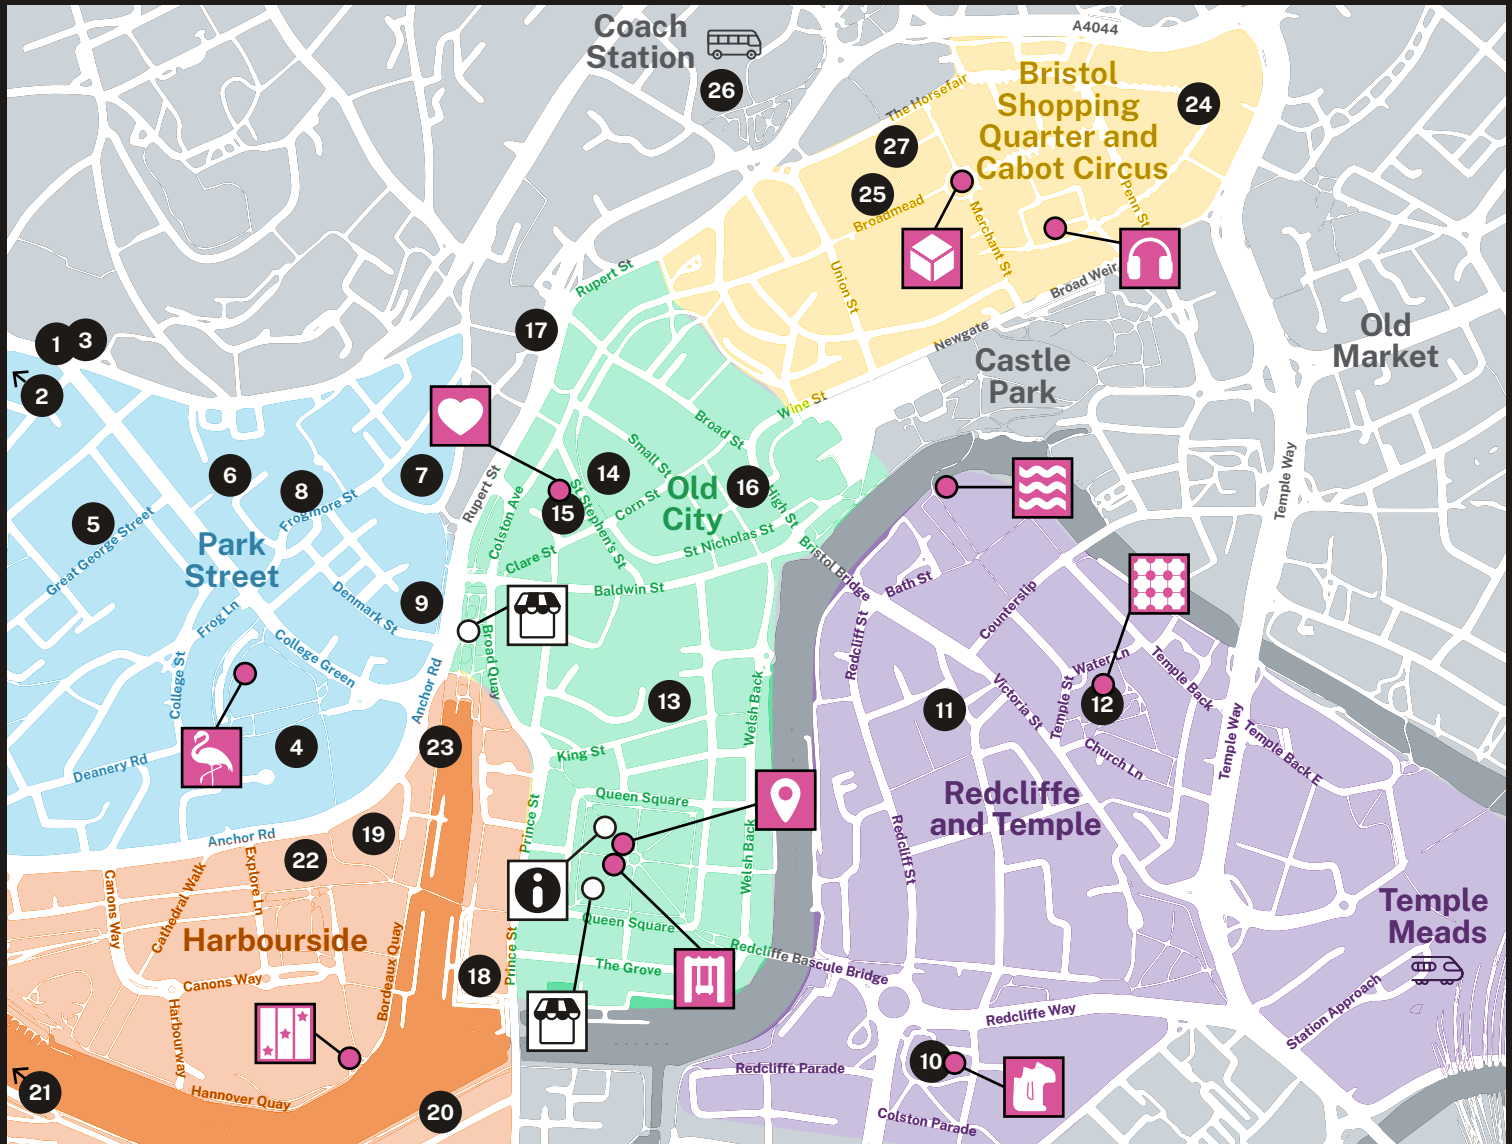 Coach
Station
26
A4044
The Horsefair
Bristol
Shopping
Quarter and
Cabot Circus
24
27
25
Broadmead
Merchant St
Penn St
Union St
Broad Weir
Newgate
Castle
Park
Old
Market
Rupert St
17
1
3
2
Wine St
Broad St
Small St
14
Old
City
16
15
St Stephen's St
Corn St
High St
St Nicholas St
Clare St
Colston Ave
Rupert St
Baldwin St
Bristol Bridge
6
8
7
5
Frogmore St
Great George Street
Park
Street
9
Denmark St
Frog Ln
College Green
College St
Anchor Rd
Broad Quay
4
Deanery Rd
23
13
King St
Welsh Back
Queen Square
Prince St
Welsh Back
Queen Square
The Grove
Prince St
Redcliffe Bascule Bridge
Temple Way
Bath St
Counterslip
Redcliff St
Water Ln
Temple Back
Temple St
12
11
Victoria St
Church Ln
Temple Way
Temple Back E
Redcliffe
and Temple
Redcliff St
Temple
Meads
Station Approach
Redcliffe Way
10
Redcliffe Parade
Colston Parade
Anchor Rd
19
22
Explore Ln
Cathedral Walk
Canons Way
Harbourside
Canons Way
Bordeaux Quay
18
Harbourway
Hannover Quay
21
20